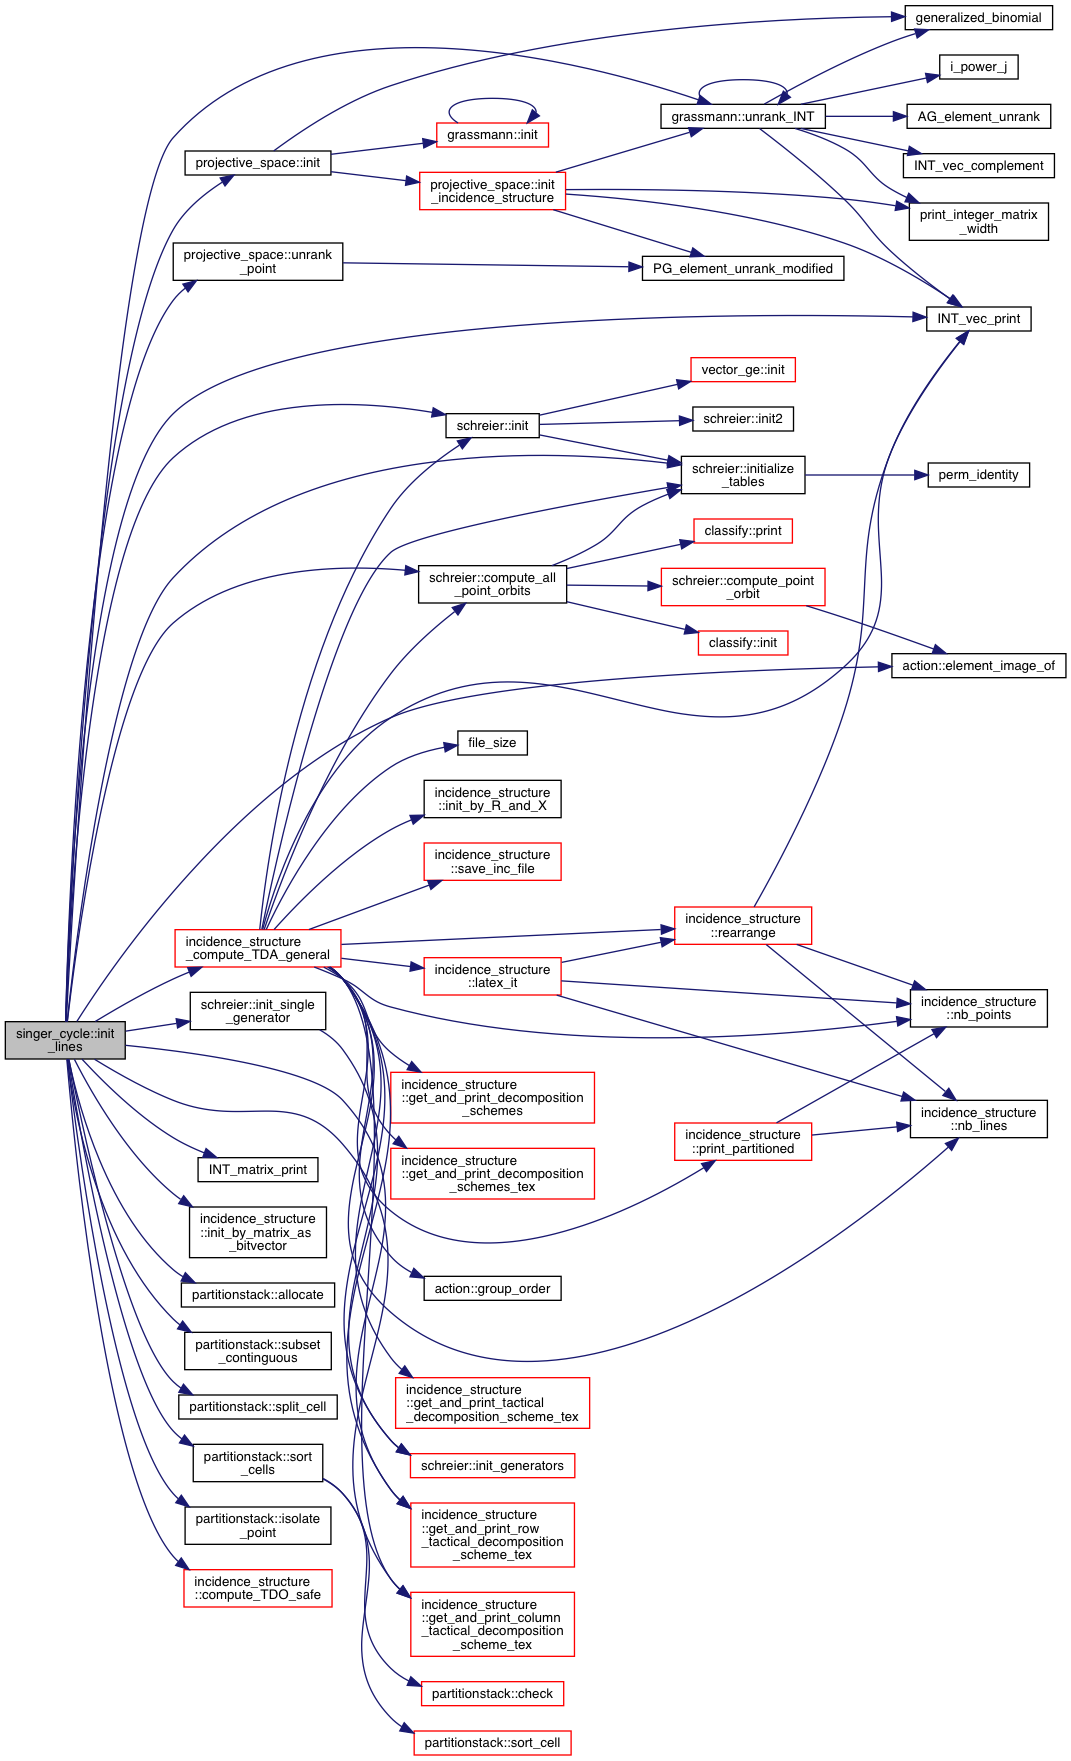 generalized_binomial
i_power_j
grassmann::unrank_INT
AG_element_unrank
grassmann::init
projective_space::init
INT_vec_complement
projective_space::init
_incidence_structure
print_integer_matrix
_width
projective_space::unrank
_point
PG_element_unrank_modified
INT_vec_print
vector_ge::init
schreier::init
schreier::init2
schreier::initialize
_tables
perm_identity
classify::print
schreier::compute_all
_point_orbits
schreier::compute_point
_orbit
classify::init
action::element_image_of
file_size
incidence_structure
::init_by_R_and_X
incidence_structure
::save_inc_file
incidence_structure
::rearrange
incidence_structure
_compute_TDA_general
incidence_structure
::latex_it
schreier::init_single
_generator
incidence_structure
::nb_points
singer_cycle::init
_lines
incidence_structure
::get_and_print_decomposition
_schemes
incidence_structure
::nb_lines
incidence_structure
::print_partitioned
INT_matrix_print
incidence_structure
::get_and_print_decomposition
_schemes_tex
incidence_structure
::init_by_matrix_as
_bitvector
action::group_order
partitionstack::allocate
partitionstack::subset
_continguous
incidence_structure
::get_and_print_tactical
_decomposition_scheme_tex
partitionstack::split_cell
partitionstack::sort
_cells
schreier::init_generators
partitionstack::isolate
_point
incidence_structure
::get_and_print_row
_tactical_decomposition
_scheme_tex
incidence_structure
::compute_TDO_safe
incidence_structure
::get_and_print_column
_tactical_decomposition
_scheme_tex
partitionstack::check
partitionstack::sort_cell